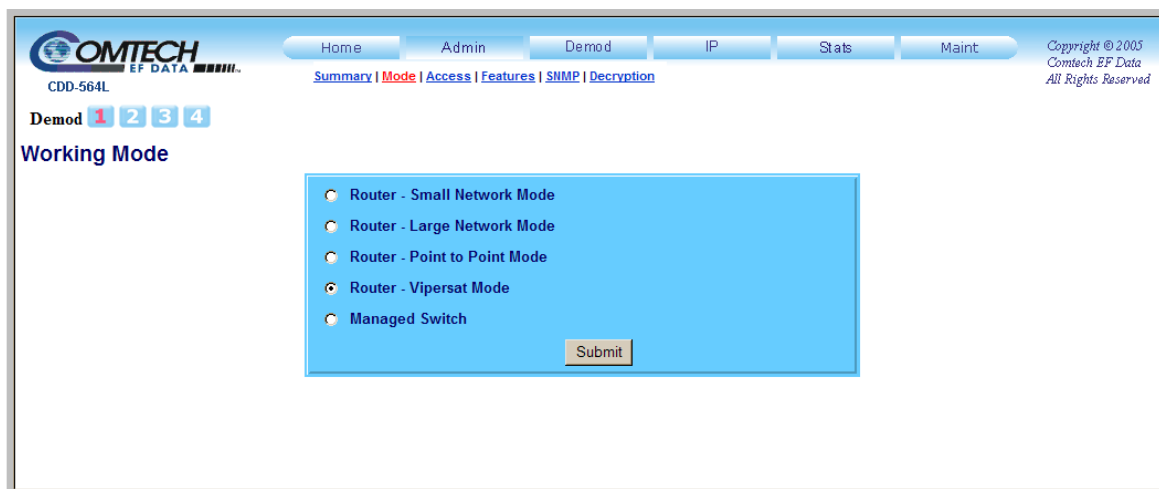 COMTECH
EF DATA
CDD-564L
Home Admin Demod IP Stats Maint
Summary | Mode | Access | Features | SNMP | Decryption
Copyright © 2005
Comtech EF Data
All Rights Reserved
Demod 1 2 3 4
Working Mode
Router - Small Network Mode
Router - Large Network Mode
Router - Point to Point Mode
Router - Vipersat Mode
Managed Switch
Submit